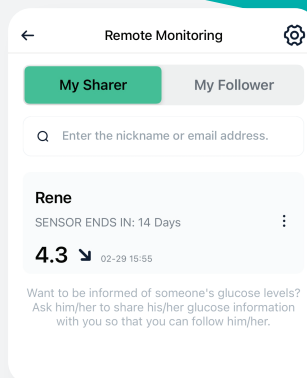 Remote Monitoring
My Sharer
My Follower
Enter the nickname or email address.
Rene
SENSOR ENDS IN: 14 Days
4.3
02-29 15:55
Want to be informed of someone's glucose levels?
Ask him/her to share his/her glucose information
with you so that you can follow him/her.